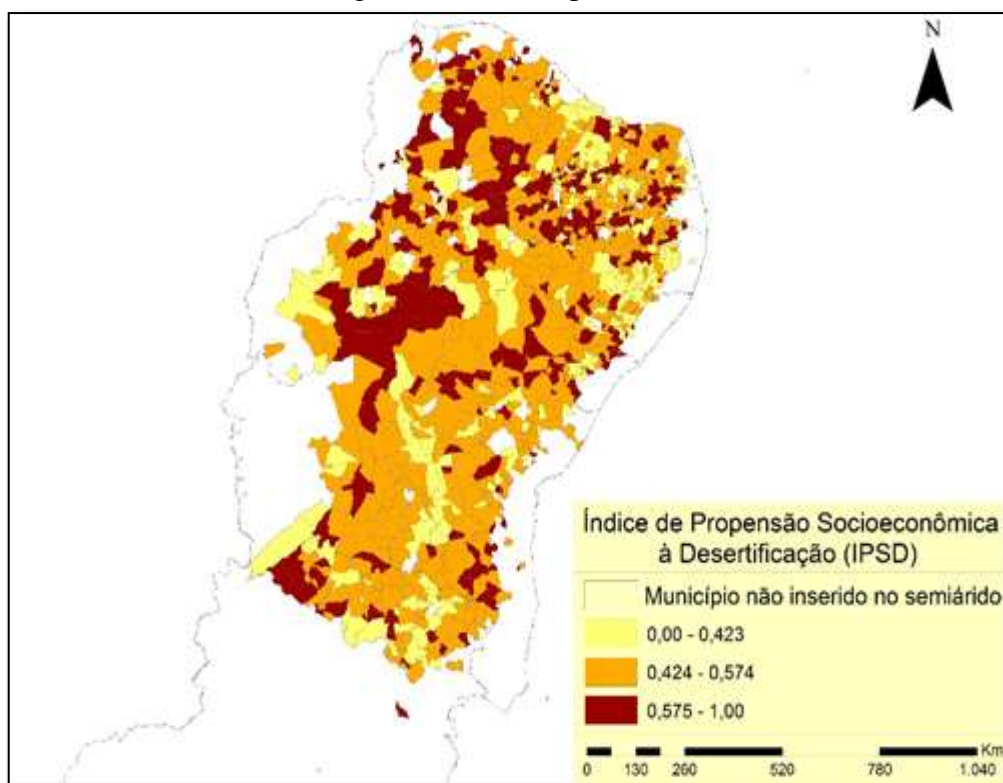 N
Índice de Propensão Socioeconômica
à Desertificação (IPSD)
Município não inserido no semiárido
0,00 - 0,423
0,424 - 0,574
0,575 - 1,00
Km
0 130 260 520 780 1.040